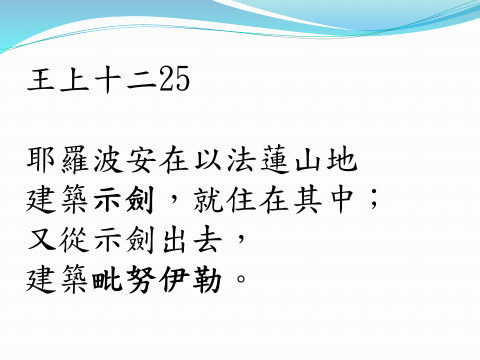 王上十二25
耶羅波安在以法蓮山地
建築示劍，就住在其中；
又從示劍出去，
建築毗努伊勒。